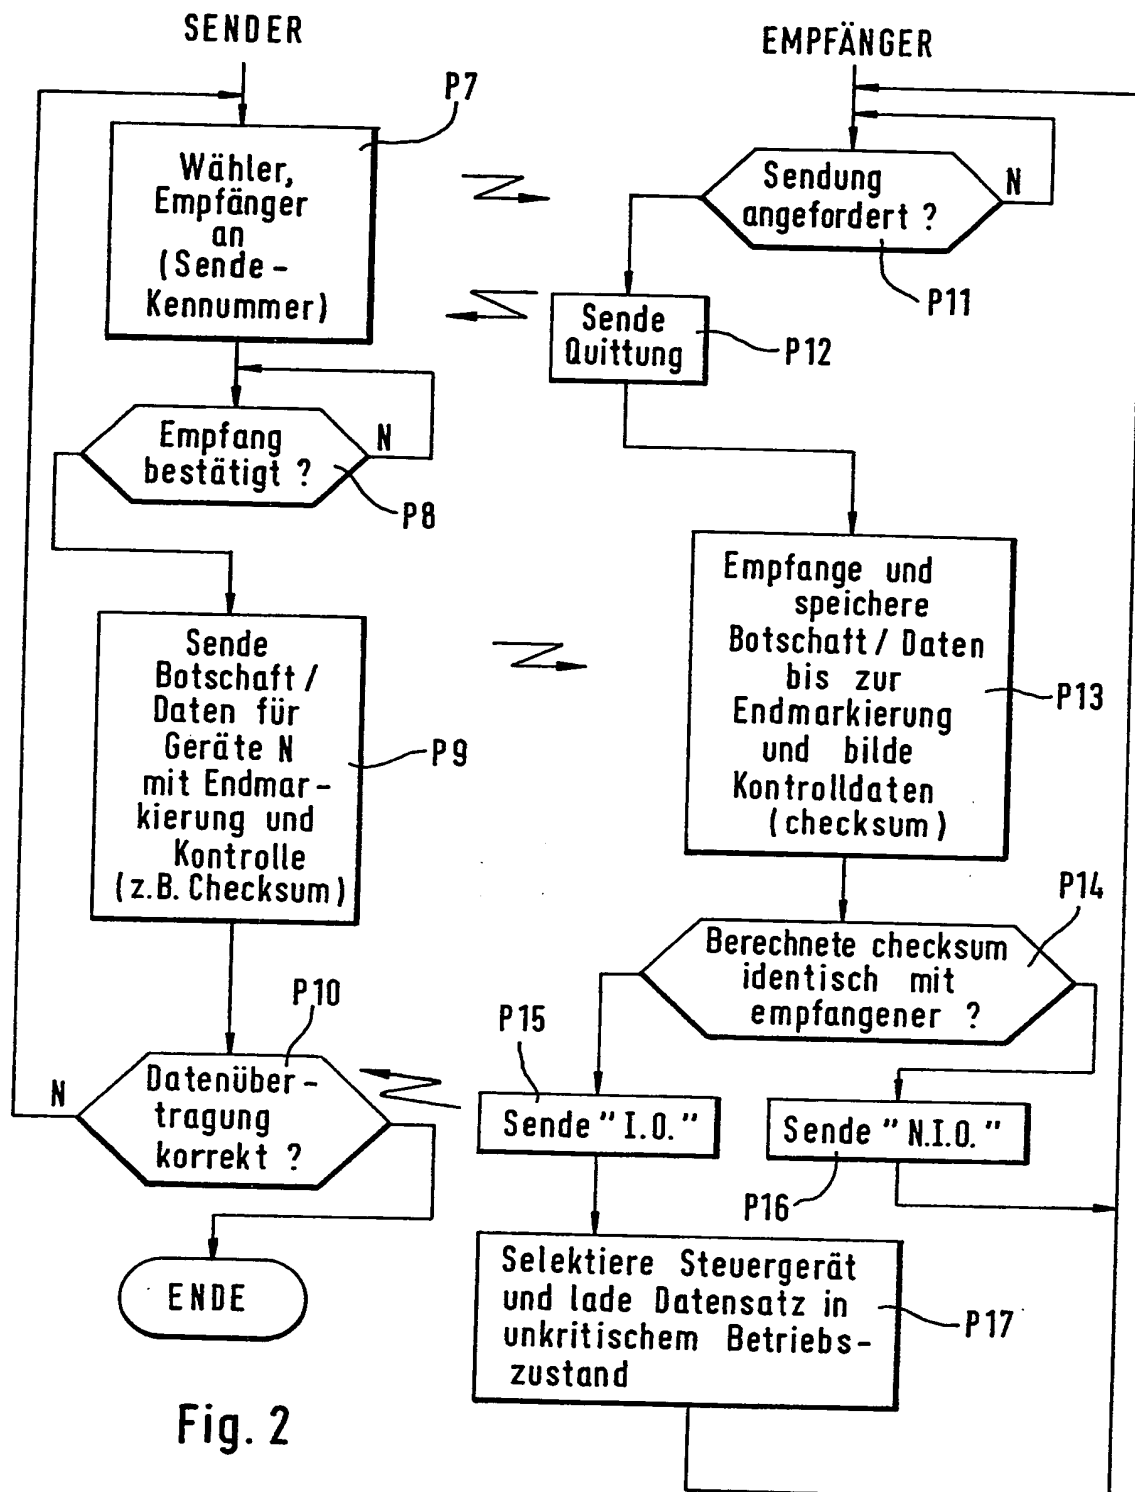 SENDER
P7
Wähler,
Empfänger
an
(Sende-
Kennummer)
Empfang
bestätigt ?
N
P8
Sende
Botschaft/
Daten für
Geräte N
mit Endmar-
kierung und
Kontrolle
(z.B. Checksum)
P9
P10
N
Datenüber-
tragung
korrekt ?
ENDE
EMPFÄNGER
Sendung
angefordert ?
N
P11
Sende
Quittung
P12
Empfange und
speichere
Botschaft/ Daten
bis zur
Endmarkierung
und bilde
Kontrolldaten
(checksum)
P13
P14
Berechnete checksum
identisch mit
empfangener ?
P15
Sende "I.O."
Sende "N.I.O."
P16
Selektiere Steuergerät
und lade Datensatz in
unkritischem Betriebs-
zustand
P17
Fig. 2